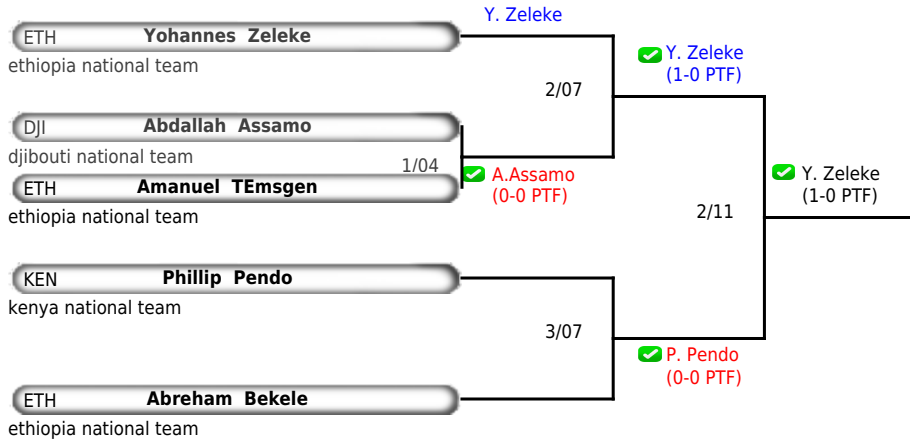 Y. Zeleke
ETH Yohannes Zeleke
ethiopia national team
Y. Zeleke
(1-0 PTF)
2/07
DJI Abdallah Assamo
djibouti national team
1/04
A.Assamo
(0-0 PTF)
ETH Amanuel TEmsgen
ethiopia national team
Y. Zeleke
(1-0 PTF)
2/11
KEN Phillip Pendo
kenya national team
3/07
P. Pendo
(0-0 PTF)
ETH Abreham Bekele
ethiopia national team